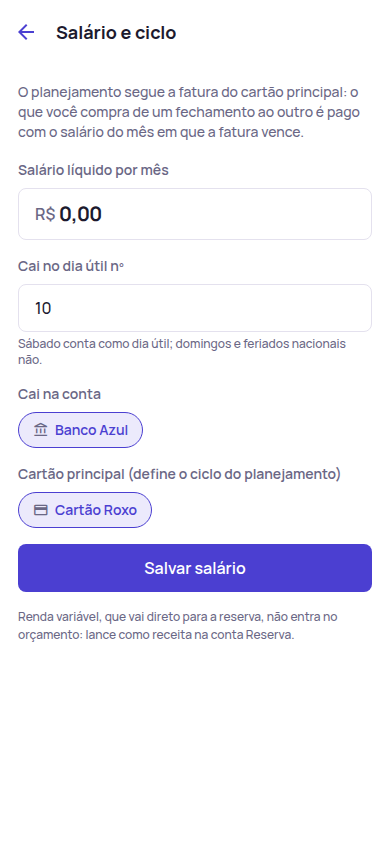 Salário e ciclo
O planejamento segue a fatura do cartão principal: o
que você compra de um fechamento ao outro é pago
com o salário do mês em que a fatura vence.
Salário líquido por mês
R$ 0,00
Cai no dia útil nº
10
Sábado conta como dia útil; domingos e feriados nacionais
não.
Cai na conta
Banco Azul
Cartão principal (define o ciclo do planejamento)
Cartão Roxo
Salvar salário
Renda variável, que vai direto para a reserva, não entra no
orçamento: lance como receita na conta Reserva.